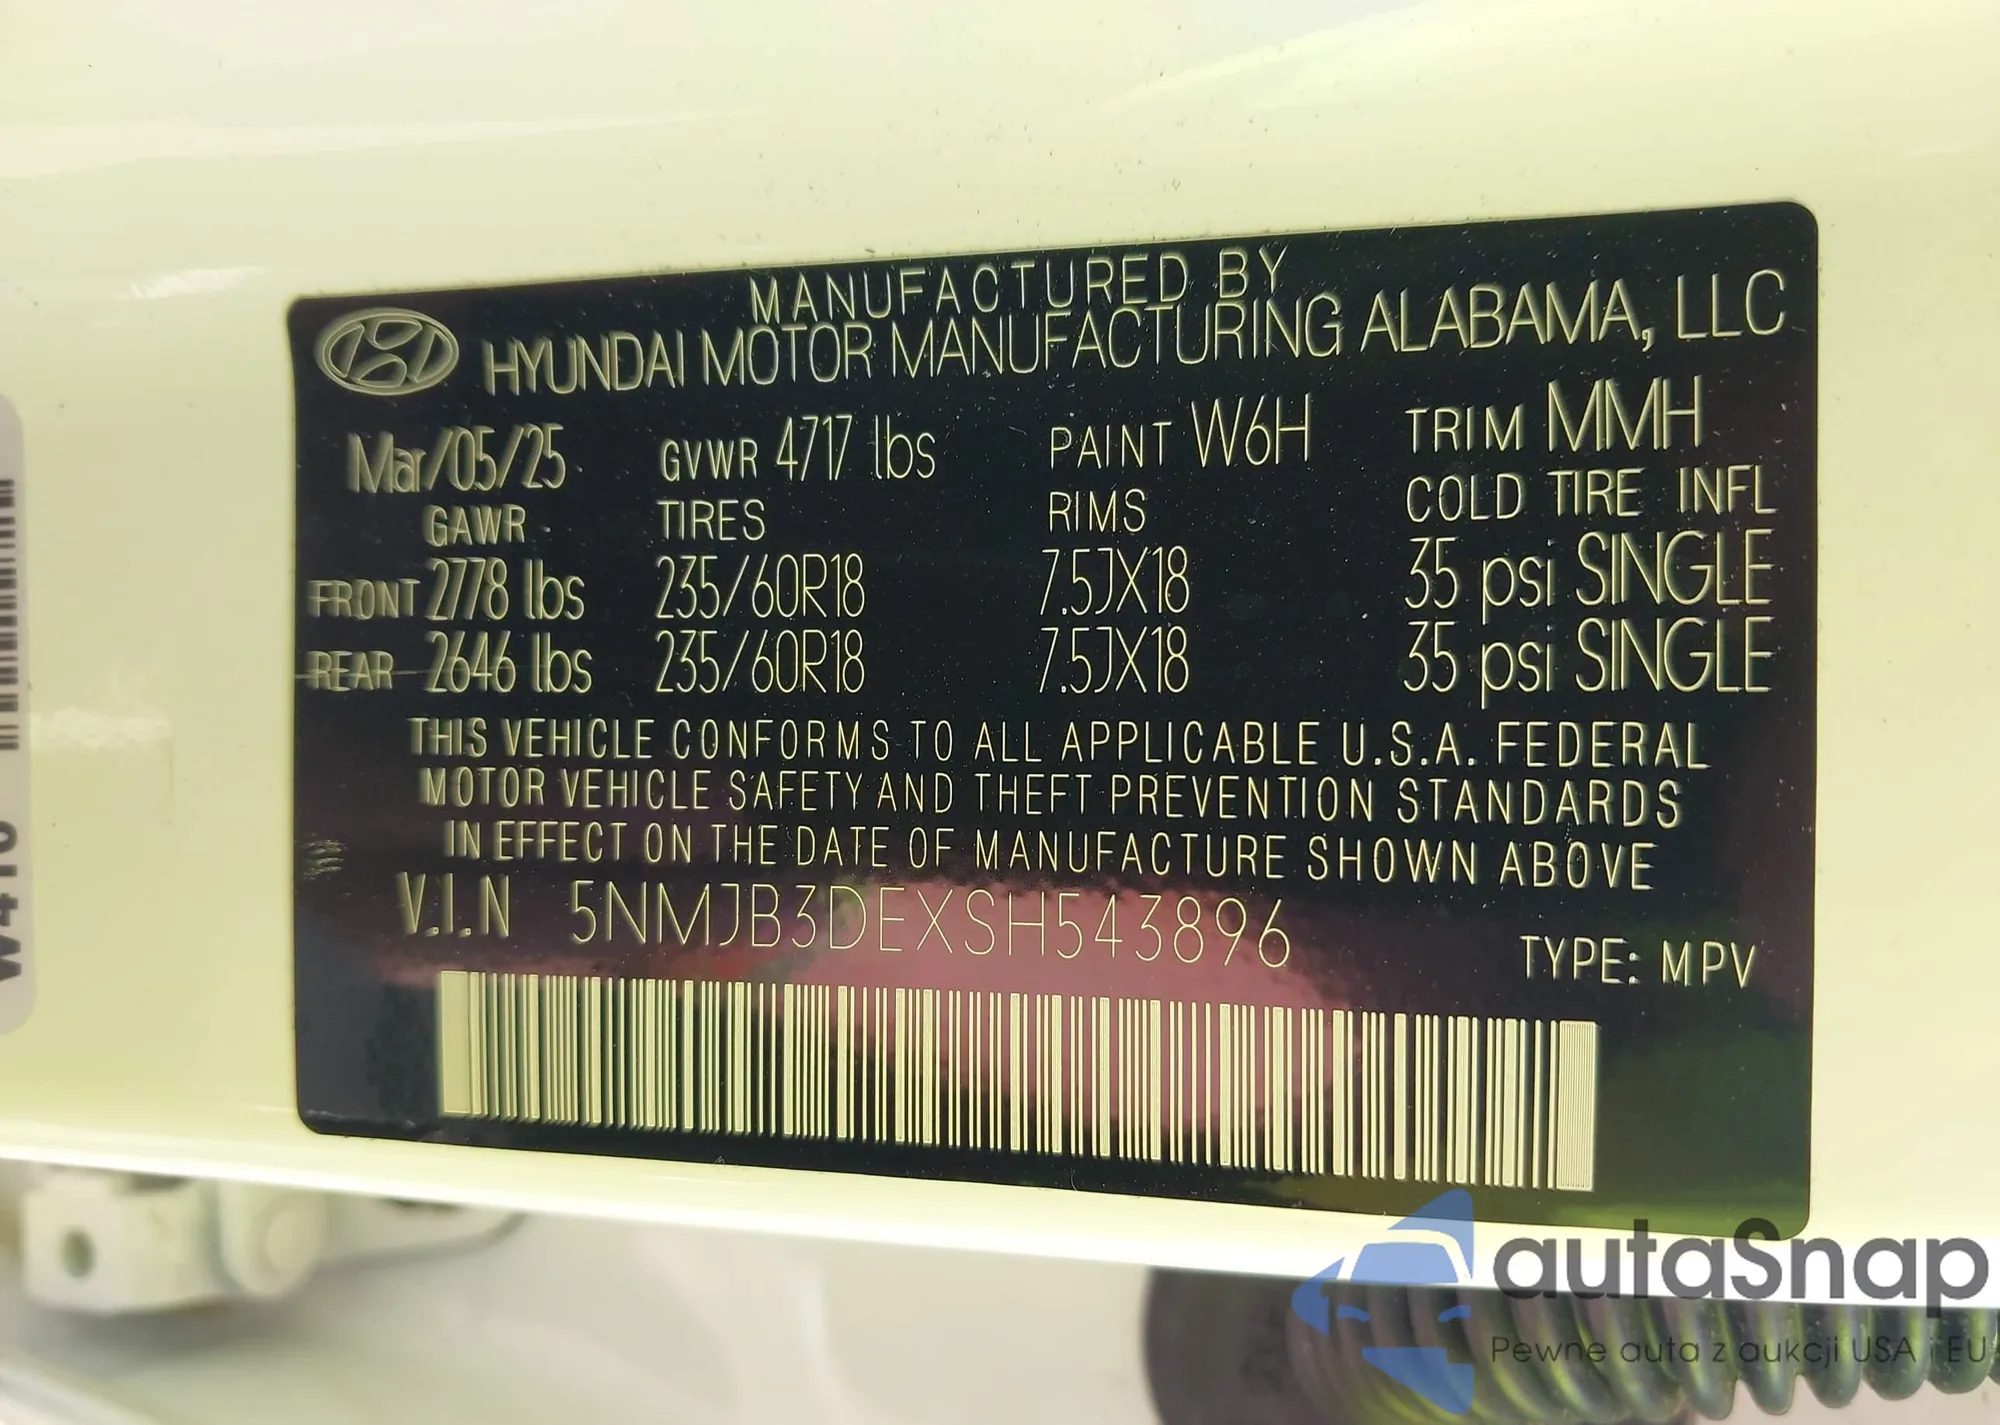 MANUFACTURED BY
HYUNDAI MOTOR MANUFACTURING ALABAMA, LLC
Mar/05/25 GVWR 4717 lbs PAINT W6H TRIM MMH
GAWR TIRES RIMS COLD TIRE INFL
FRONT 2778 lbs 235/60R18 7.5JX18 35 psi SINGLE
REAR 2646 lbs 235/60R18 7.5JX18 35 psi SINGLE
THIS VEHICLE CONFORMS TO ALL APPLICABLE U.S.A. FEDERAL
MOTOR VEHICLE SAFETY AND THEFT PREVENTION STANDARDS
IN EFFECT ON THE DATE OF MANUFACTURE SHOWN ABOVE
V.I.N 5NMJB3DEXSH543896
TYPE: MPV
autaSnap
Pewne auta z aukcji USA i EU